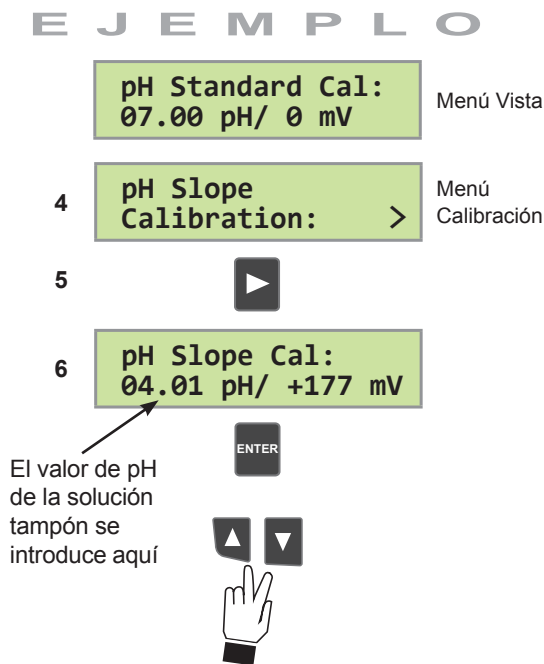 EJEMPLO
pH Standard Cal:
07.00 pH/ 0 mV
Menú Vista
4
pH Slope
Calibration: >
Menú
Calibración
5
6
pH Slope Cal:
04.01 pH/ +177 mV
ENTER
El valor de pH
de la solución
tampón se
introduce aquí